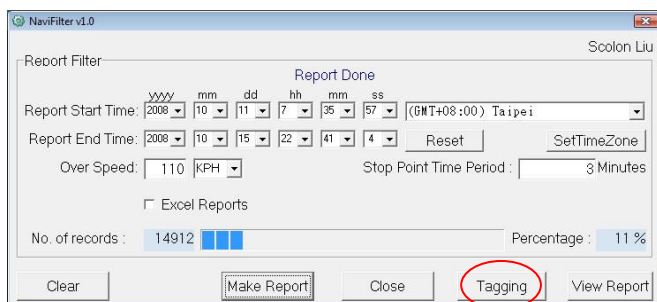 NaviFilter v1.0
Scolon Liu
Report Filter
Report Done
yyyy mm dd hh mm ss
Report Start Time: 2008 10 11 7 35 57 (GMT+08:00) Taipei
Report End Time: 2008 10 15 22 41 4 Reset SetTimeZone
Over Speed: 110 KPH Stop Point Time Period : 3 Minutes
Excel Reports
No. of records : 14912 Percentage : 11 %
Clear Make Report Close Tagging View Report